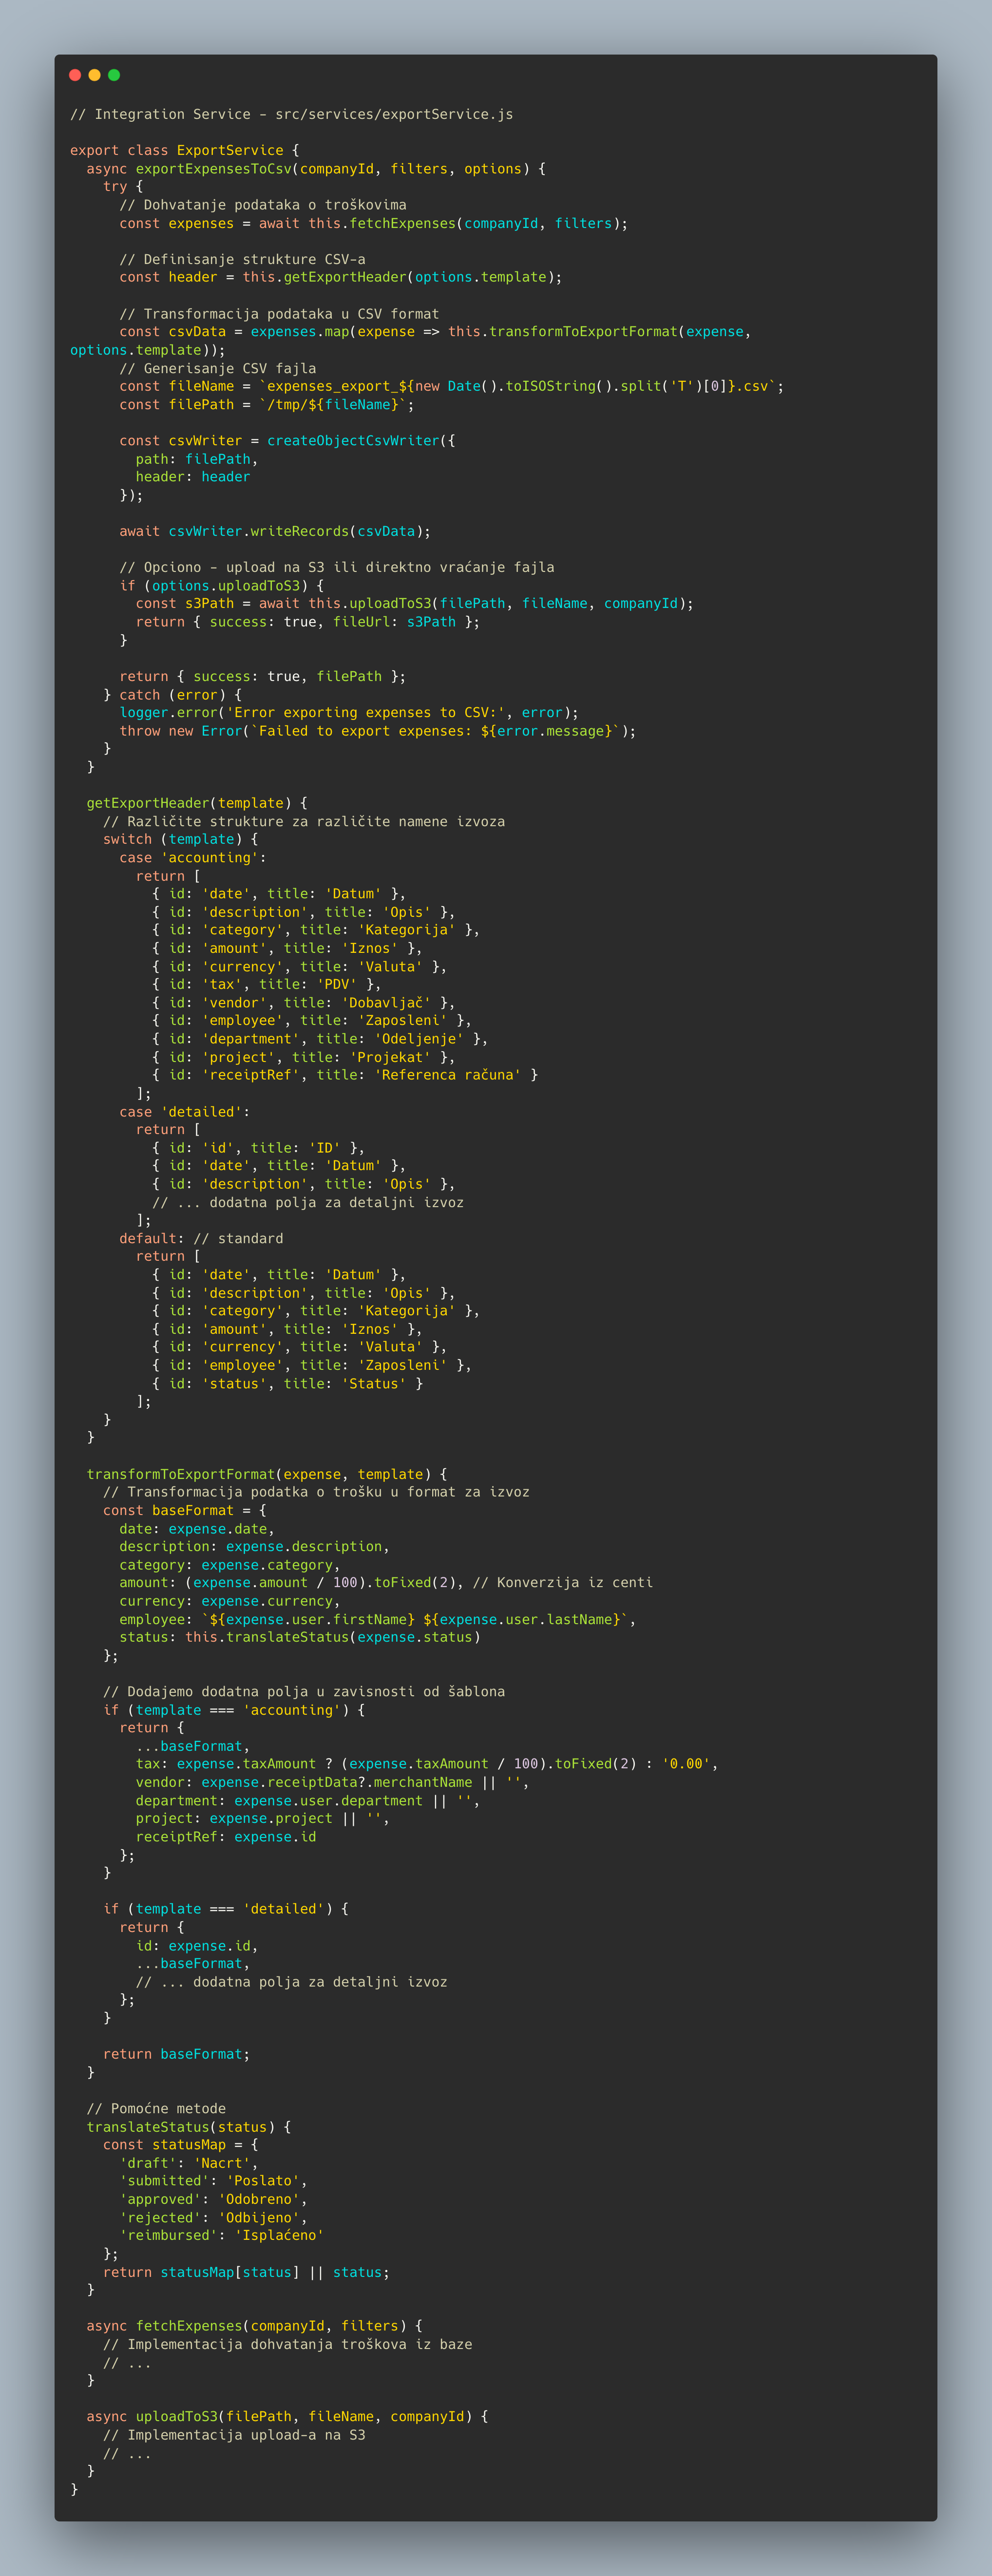 // Integration Service - src/services/exportService.js

export class ExportService {
  async exportExpensesToCsv(companyId, filters, options) {
    try {
      // Dohvatanje podataka o troškovima
      const expenses = await this.fetchExpenses(companyId, filters);

      // Definisanje strukture CSV-a
      const header = this.getExportHeader(options.template);

      // Transformacija podataka u CSV format
      const csvData = expenses.map(expense => this.transformToExportFormat(expense,
options.template));
      // Generisanje CSV fajla
      const fileName = `expenses_export_${new Date().toISOString().split('T')[0]}.csv`;
      const filePath = `/tmp/${fileName}`;

      const csvWriter = createObjectCsvWriter({
        path: filePath,
        header: header
      });

      await csvWriter.writeRecords(csvData);

      // Opciono - upload na S3 ili direktno vraćanje fajla
      if (options.uploadToS3) {
        const s3Path = await this.uploadToS3(filePath, fileName, companyId);
        return { success: true, fileUrl: s3Path };
      }

      return { success: true, filePath };
    } catch (error) {
      logger.error('Error exporting expenses to CSV:', error);
      throw new Error(`Failed to export expenses: ${error.message}`);
    }
  }

  getExportHeader(template) {
    // Različite strukture za različite namene izvoza
    switch (template) {
      case 'accounting':
        return [
          { id: 'date', title: 'Datum' },
          { id: 'description', title: 'Opis' },
          { id: 'category', title: 'Kategorija' },
          { id: 'amount', title: 'Iznos' },
          { id: 'currency', title: 'Valuta' },
          { id: 'tax', title: 'PDV' },
          { id: 'vendor', title: 'Dobavljač' },
          { id: 'employee', title: 'Zaposleni' },
          { id: 'department', title: 'Odeljenje' },
          { id: 'project', title: 'Projekat' },
          { id: 'receiptRef', title: 'Referenca računa' }
        ];
      case 'detailed':
        return [
          { id: 'id', title: 'ID' },
          { id: 'date', title: 'Datum' },
          { id: 'description', title: 'Opis' },
          // ... dodatna polja za detaljni izvoz
        ];
      default: // standard
        return [
          { id: 'date', title: 'Datum' },
          { id: 'description', title: 'Opis' },
          { id: 'category', title: 'Kategorija' },
          { id: 'amount', title: 'Iznos' },
          { id: 'currency', title: 'Valuta' },
          { id: 'employee', title: 'Zaposleni' },
          { id: 'status', title: 'Status' }
        ];
    }
  }

  transformToExportFormat(expense, template) {
    // Transformacija podatka o trošku u format za izvoz
    const baseFormat = {
      date: expense.date,
      description: expense.description,
      category: expense.category,
      amount: (expense.amount / 100).toFixed(2), // Konverzija iz centi
      currency: expense.currency,
      employee: `${expense.user.firstName} ${expense.user.lastName}`,
      status: this.translateStatus(expense.status)
    };

    // Dodajemo dodatna polja u zavisnosti od šablona
    if (template === 'accounting') {
      return {
        ...baseFormat,
        tax: expense.taxAmount ? (expense.taxAmount / 100).toFixed(2) : '0.00',
        vendor: expense.receiptData?.merchantName || '',
        department: expense.user.department || '',
        project: expense.project || '',
        receiptRef: expense.id
      };
    }

    if (template === 'detailed') {
      return {
        id: expense.id,
        ...baseFormat,
        // ... dodatna polja za detaljni izvoz
      };
    }

    return baseFormat;
  }

  // Pomoćne metode
  translateStatus(status) {
    const statusMap = {
      'draft': 'Nacrt',
      'submitted': 'Poslato',
      'approved': 'Odobreno',
      'rejected': 'Odbijeno',
      'reimbursed': 'Isplaćeno'
    };
    return statusMap[status] || status;
  }

  async fetchExpenses(companyId, filters) {
    // Implementacija dohvatanja troškova iz baze
    // ...
  }

  async uploadToS3(filePath, fileName, companyId) {
    // Implementacija upload-a na S3
    // ...
  }
}